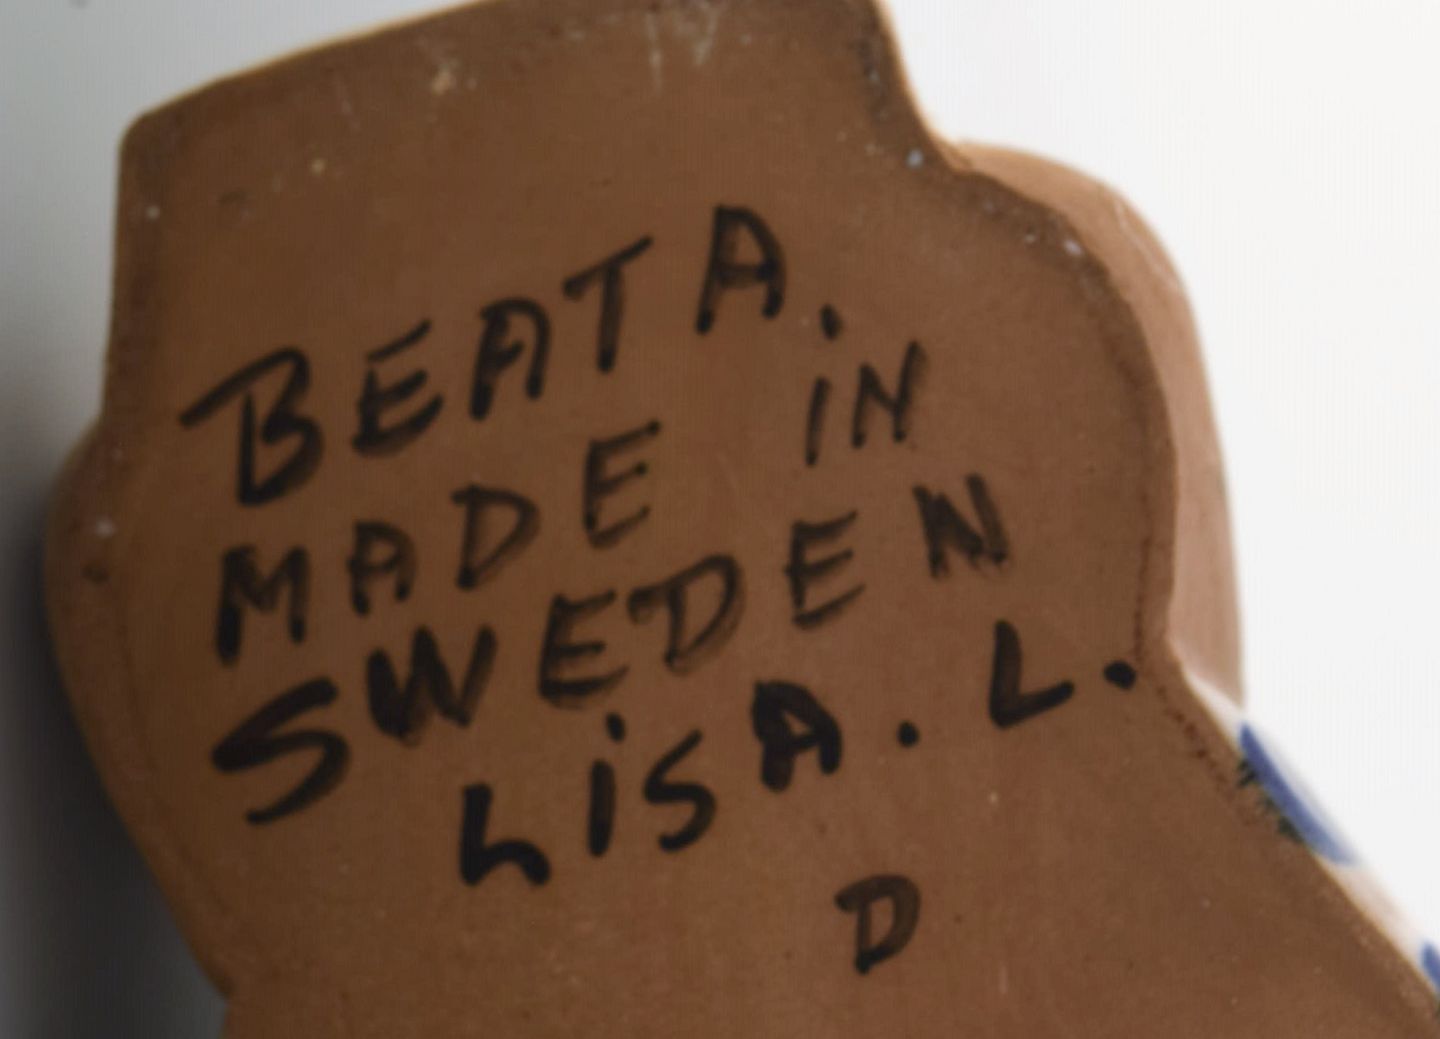 BEATA.
MADE IN
SWEDEN
LiSA. L.
D